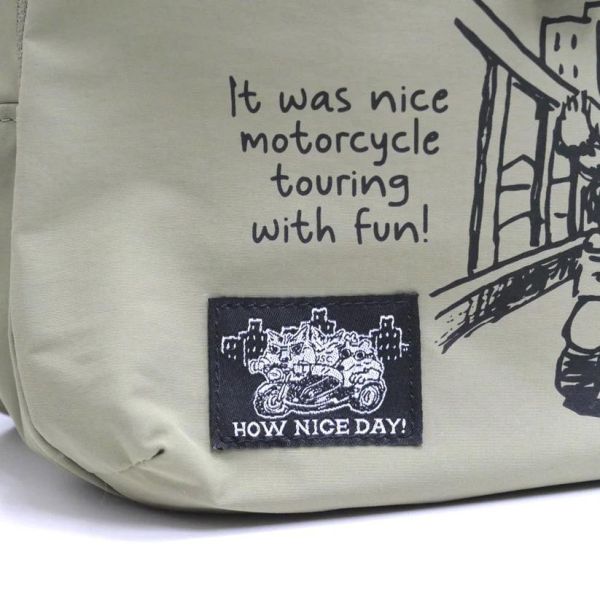 It was nice
motorcycle
touring
with fun!
HOW NICE DAY!